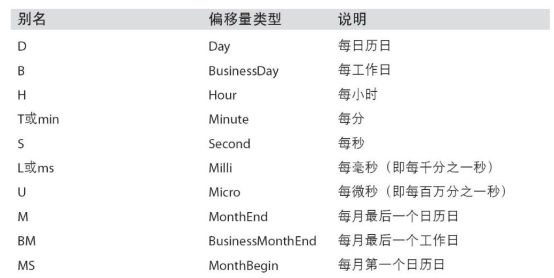 别名 偏移量类型 说明
D Day 每日历日
B BusinessDay 每工作日
H Hour 每小时
T或min Minute 每分
S Second 每秒
L或ms Milli 每毫秒（即每千分之一秒）
U Micro 每微秒（即每百万分之一秒）
M MonthEnd 每月最后一个日历日
BM BusinessMonthEnd 每月最后一个工作日
MS MonthBegin 每月第一个日历日